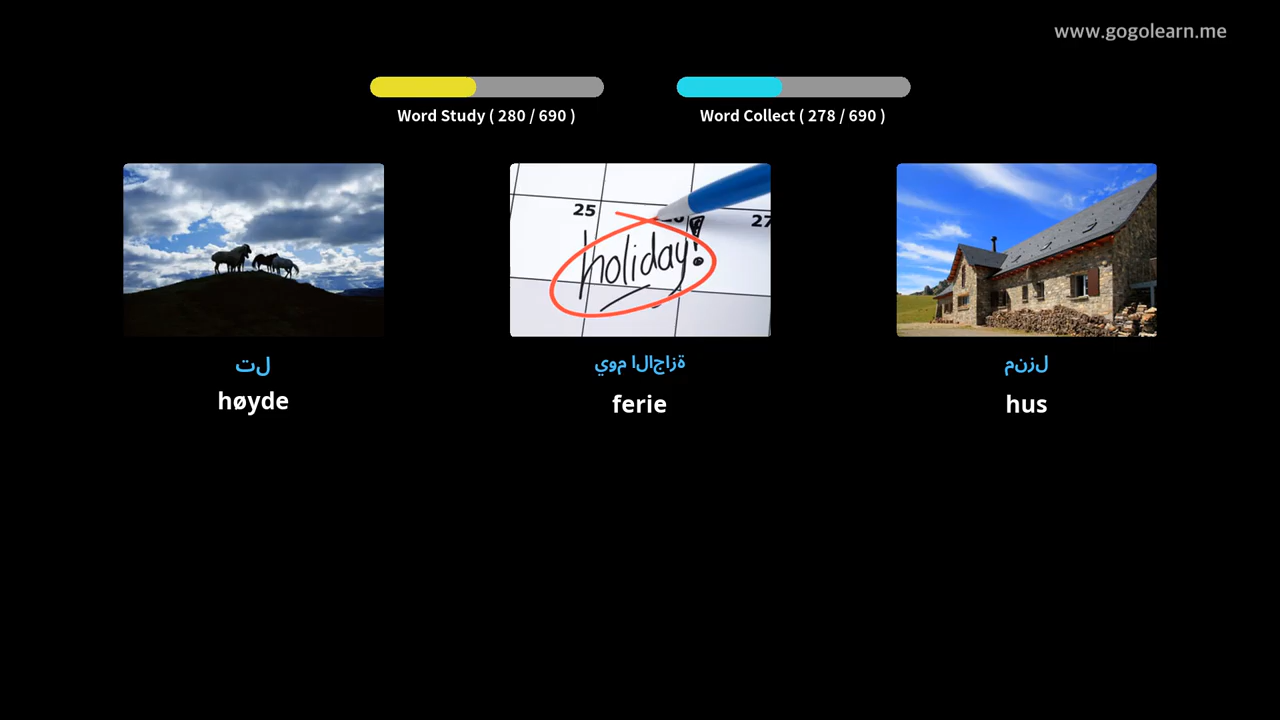 www.gogolearn.me
Word Study ( 280 / 690 )
Word Collect ( 278 / 690 )
25
27
holiday!
تل
høyde
يوم الاجازة
ferie
منزل
hus